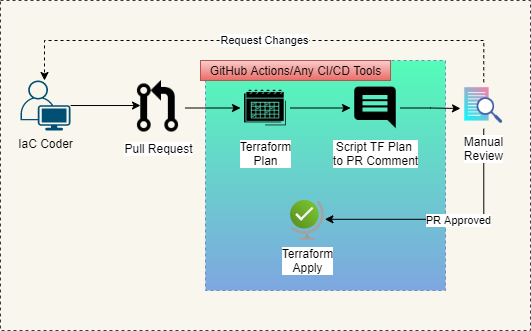 Request Changes
GitHub Actions/Any CI/CD Tools
IaC Coder
Pull Request
Terraform
Plan
Script TF Plan
to PR Comment
Manual
Review
PR Approved
Terraform
Apply